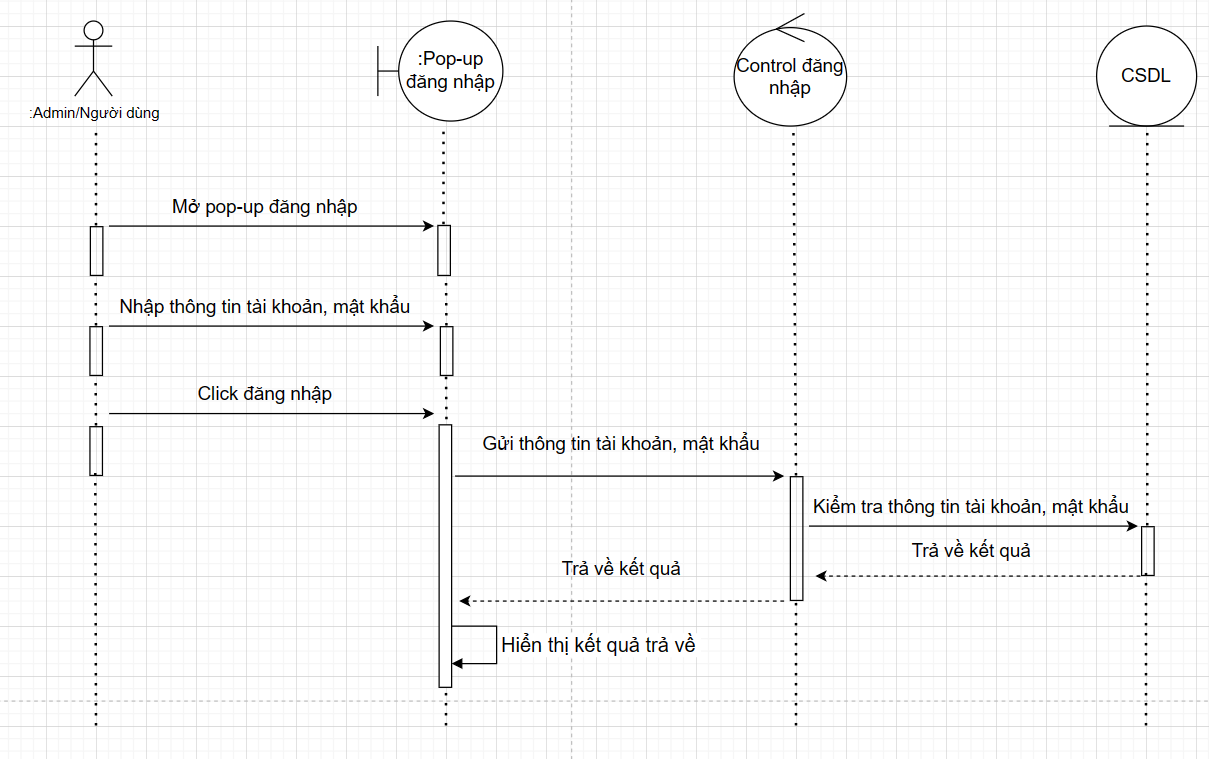 :Admin/Người dùng
:Pop-up
đăng nhập
Control đăng
nhập
CSDL
Mở pop-up đăng nhập
Nhập thông tin tài khoản, mật khẩu
Click đăng nhập
Gửi thông tin tài khoản, mật khẩu
Kiểm tra thông tin tài khoản, mật khẩu
Trả về kết quả
Trả về kết quả
Hiển thị kết quả trả về